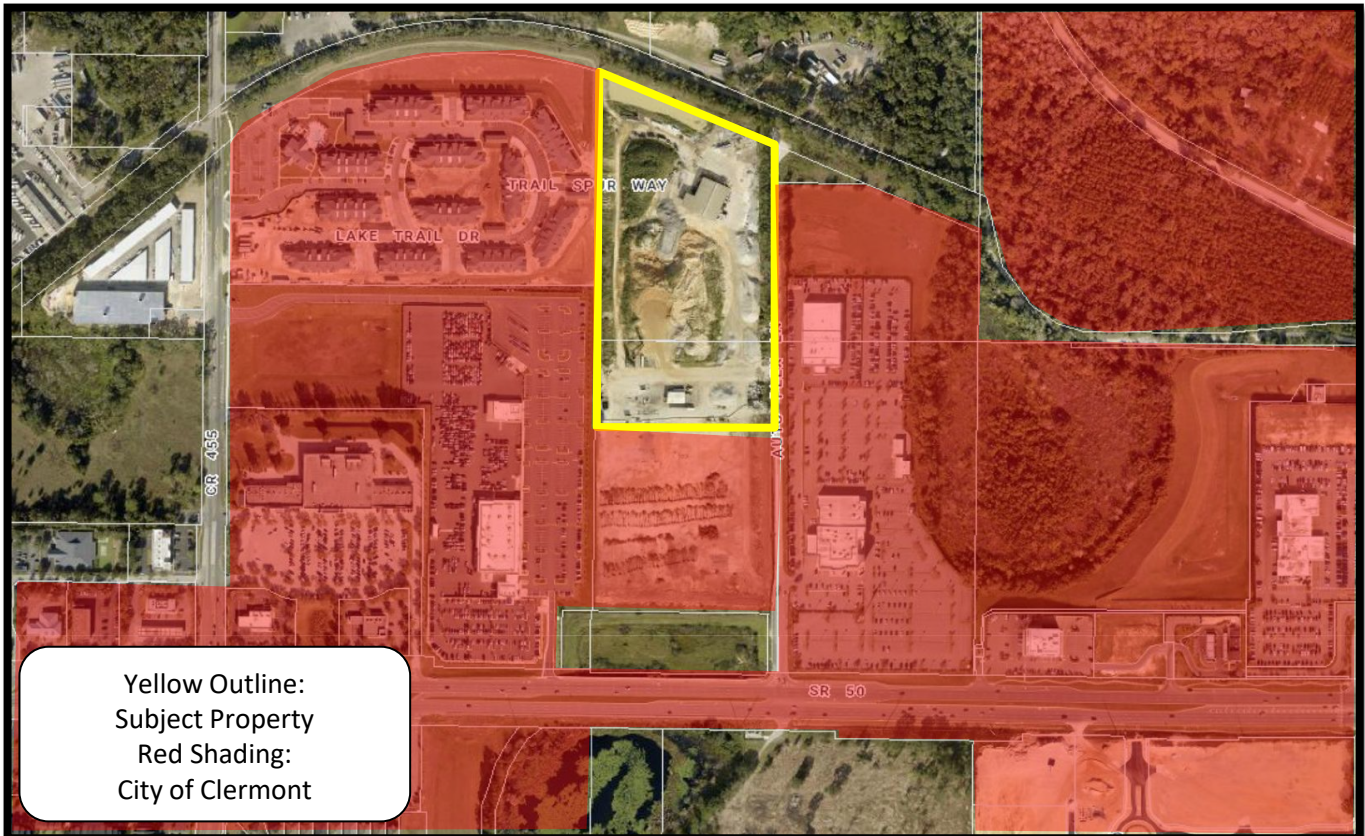 TRAIL SPUR WAY
LAKE TRAIL DR
CR 455
SR 50
Yellow Outline:
Subject Property
Red Shading:
City of Clermont